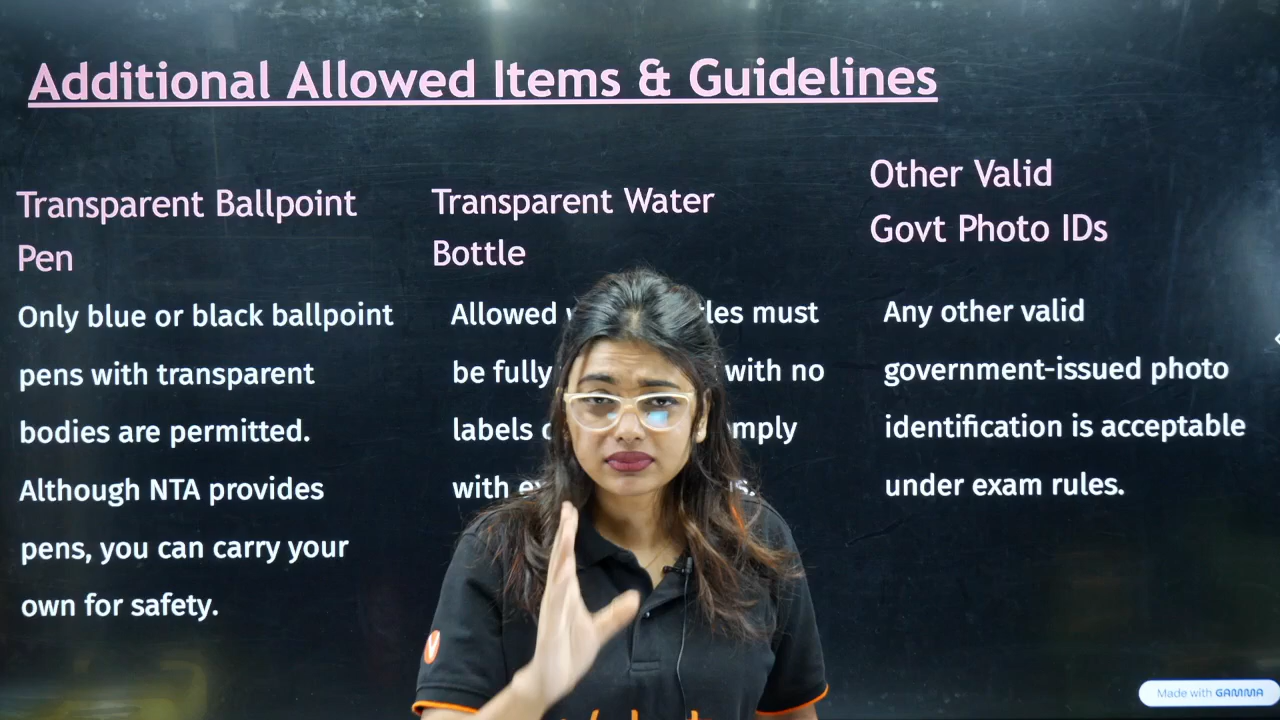 Additional Allowed Items & Guidelines
Transparent Ballpoint
Pen
Only blue or black ballpoint
pens with transparent
bodies are permitted.
Although NTA provides
pens, you can carry your
own for safety.
Transparent Water
Bottle
Allowed must
be fully with no
labels
with
Other Valid
Govt Photo IDs
Any other valid
government-issued photo
identification is acceptable
under exam rules.
Made with GAMMA